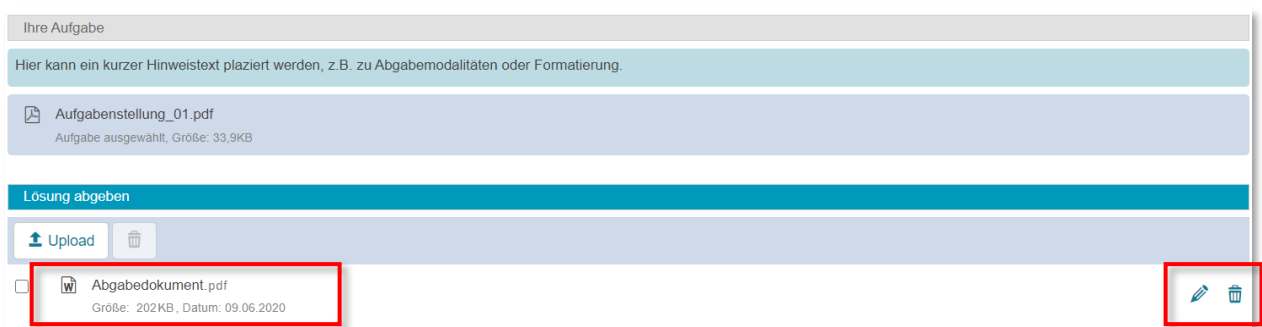 Ihre Aufgabe
Hier kann ein kurzer Hinweistext plaziert werden, z.B. zu Abgabemodalitäten oder Formatierung.
Aufgabenstellung_01.pdf
Aufgabe ausgewählt, Größe: 33,9KB
Lösung abgeben
Upload
Abgabedokument.pdf
Größe: 202KB, Datum: 09.06.2020